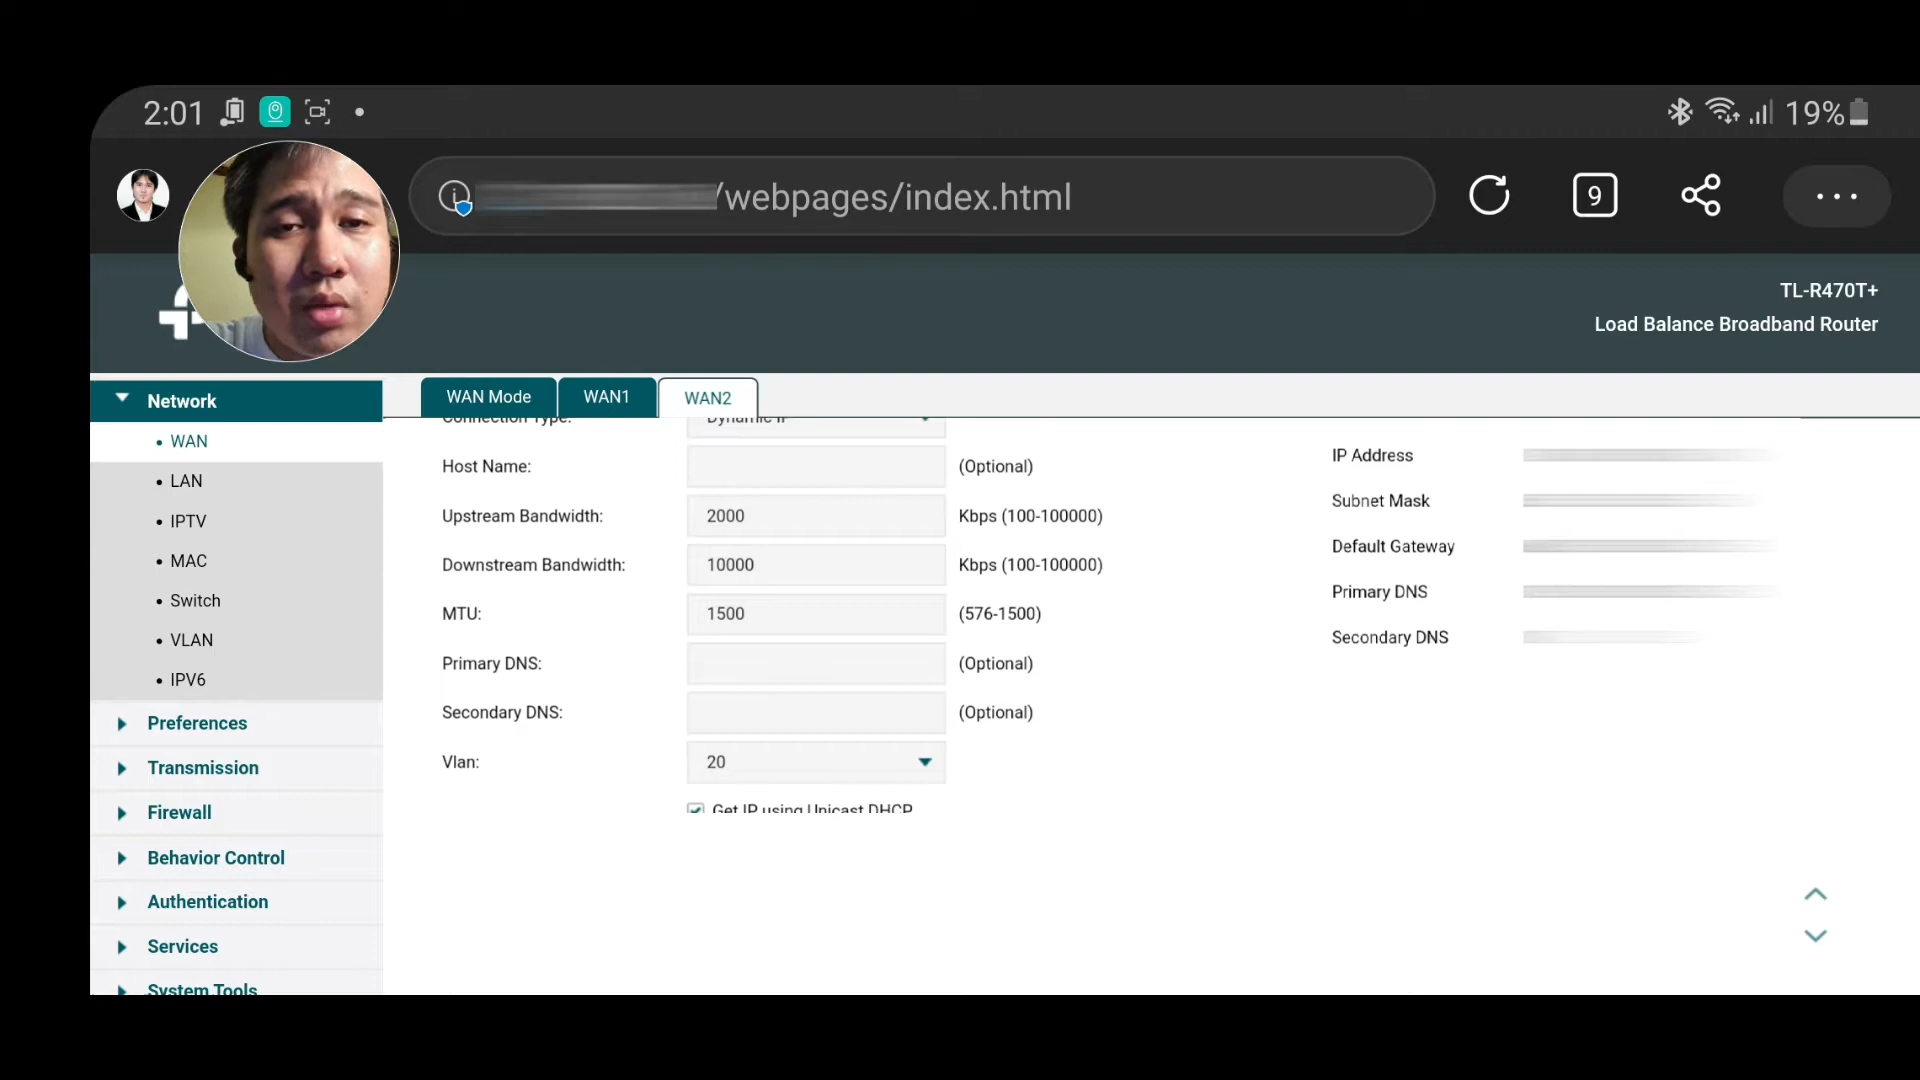 2:01
19%
/webpages/index.html
9
TL-R470T+
Load Balance Broadband Router
Network
WAN Mode
WAN1
WAN2
Connection Type:
Dynamic IP
WAN
LAN
IPTV
MAC
Switch
VLAN
IPV6
Preferences
Transmission
Firewall
Behavior Control
Authentication
Services
System Tools
Host Name:
(Optional)
Upstream Bandwidth:
2000
Kbps (100-100000)
Downstream Bandwidth:
10000
Kbps (100-100000)
MTU:
1500
(576-1500)
Primary DNS:
(Optional)
Secondary DNS:
(Optional)
Vlan:
20
Get IP using Unicast DHCP
IP Address
Subnet Mask
Default Gateway
Primary DNS
Secondary DNS